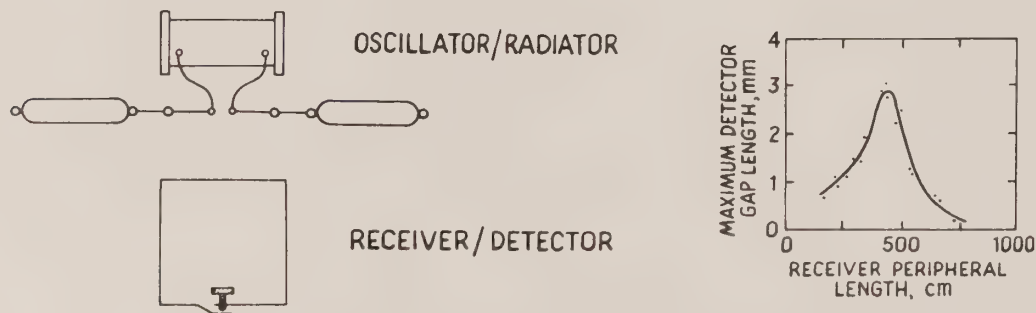 OSCILLATOR/RADIATOR
RECEIVER/DETECTOR
MAXIMUM DETECTOR
GAP LENGTH, mm
4
3
2
1
0
0
500
1000
RECEIVER PERIPHERAL
LENGTH, cm